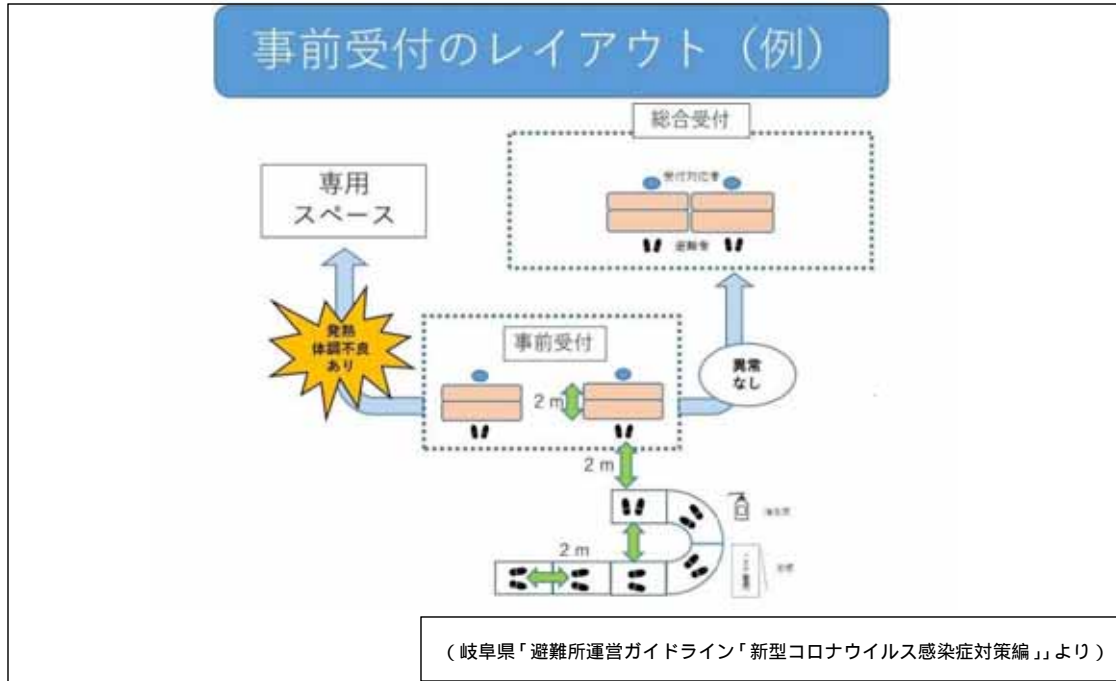 事前受付のレイアウト（例）
総合受付
受付対応者
避難者
専用
スペース
発熱
体調不良
あり
事前受付
異常
なし
2 m
2 m
2 m
（岐阜県「避難所運営ガイドライン「新型コロナウイルス感染症対策編」」より）